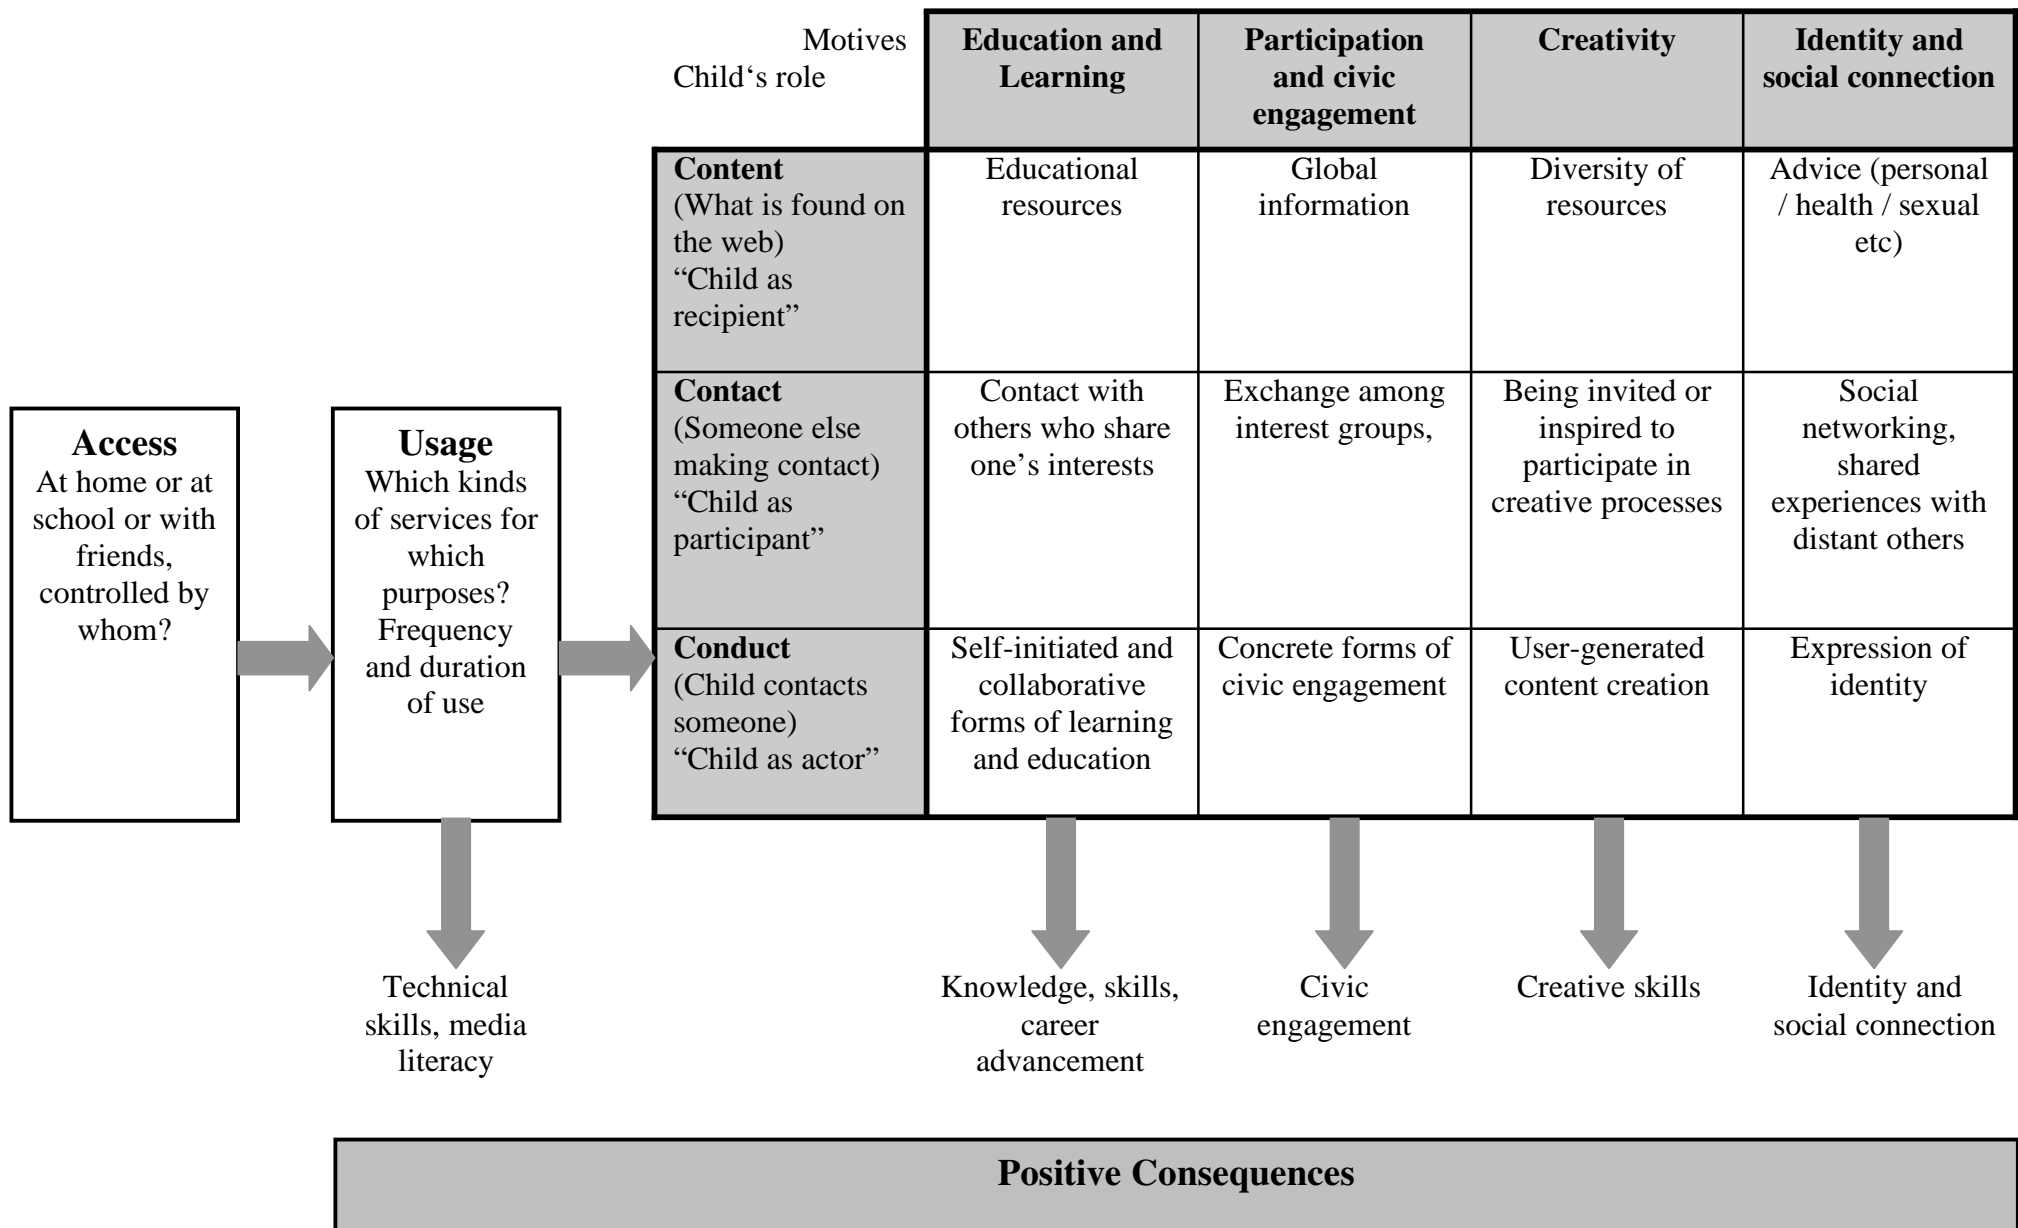 Motives
Child‘s role
Education and
Learning
Participation
and civic
engagement
Creativity
Identity and
social connection
Content
(What is found on
the web)
“Child as
recipient”
Educational
resources
Global
information
Diversity of
resources
Advice (personal
/ health / sexual
etc)
Access
At home or at
school or with
friends,
controlled by
whom?
Usage
Which kinds
of services for
which
purposes?
Frequency
and duration
of use
Contact
(Someone else
making contact)
“Child as
participant”
Contact with
others who share
one’s interests
Exchange among
interest groups,
Being invited or
inspired to
participate in
creative processes
Social
networking,
shared
experiences with
distant others
Conduct
(Child contacts
someone)
“Child as actor”
Self-initiated and
collaborative
forms of learning
and education
Concrete forms of
civic engagement
User-generated
content creation
Expression of
identity
Technical
skills, media
literacy
Knowledge, skills,
career
advancement
Civic
engagement
Creative skills
Identity and
social connection
Positive Consequences